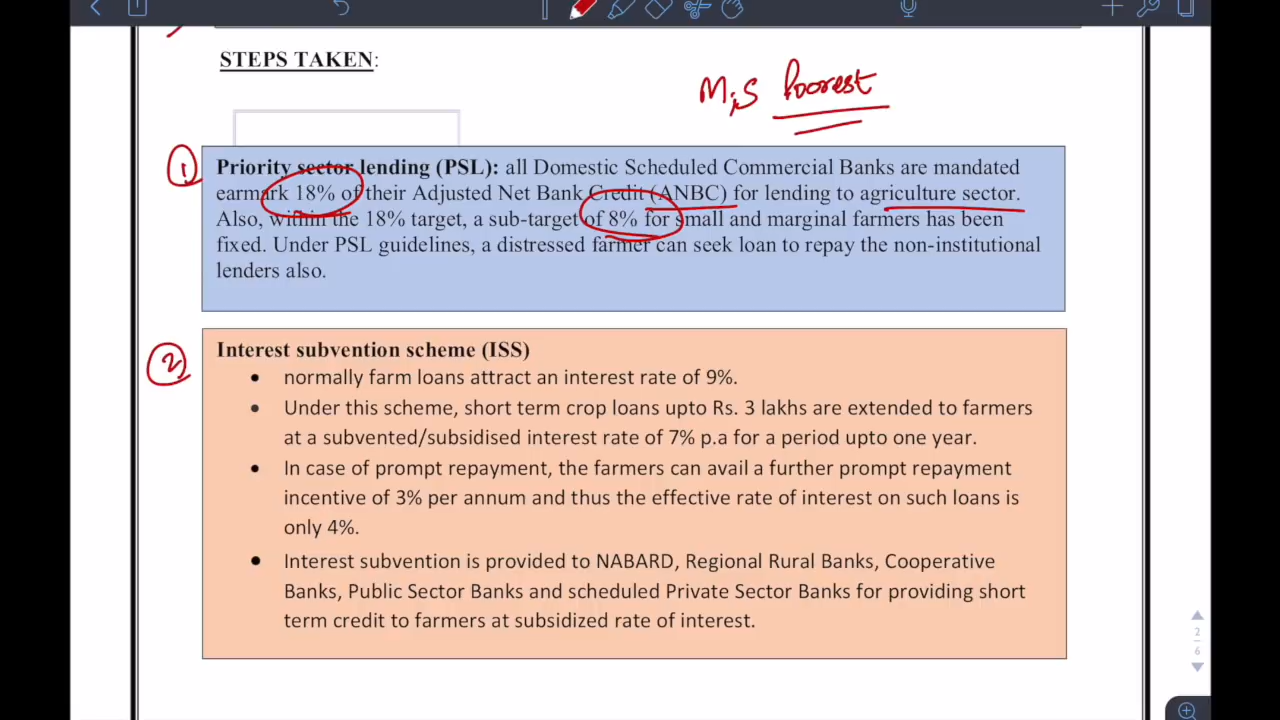 STEPS TAKEN:
M,S Poorest
1
Priority sector lending (PSL): all Domestic Scheduled Commercial Banks are mandated
earmark 18% of their Adjusted Net Bank Credit (ANBC) for lending to agriculture sector.
Also, within the 18% target, a sub-target of 8% for small and marginal farmers has been
fixed. Under PSL guidelines, a distressed farmer can seek loan to repay the non-institutional
lenders also.
2
Interest subvention scheme (ISS)
• normally farm loans attract an interest rate of 9%.
• Under this scheme, short term crop loans upto Rs. 3 lakhs are extended to farmers
at a subvented/subsidised interest rate of 7% p.a for a period upto one year.
• In case of prompt repayment, the farmers can avail a further prompt repayment
incentive of 3% per annum and thus the effective rate of interest on such loans is
only 4%.
• Interest subvention is provided to NABARD, Regional Rural Banks, Cooperative
Banks, Public Sector Banks and scheduled Private Sector Banks for providing short
term credit to farmers at subsidized rate of interest.
2
6